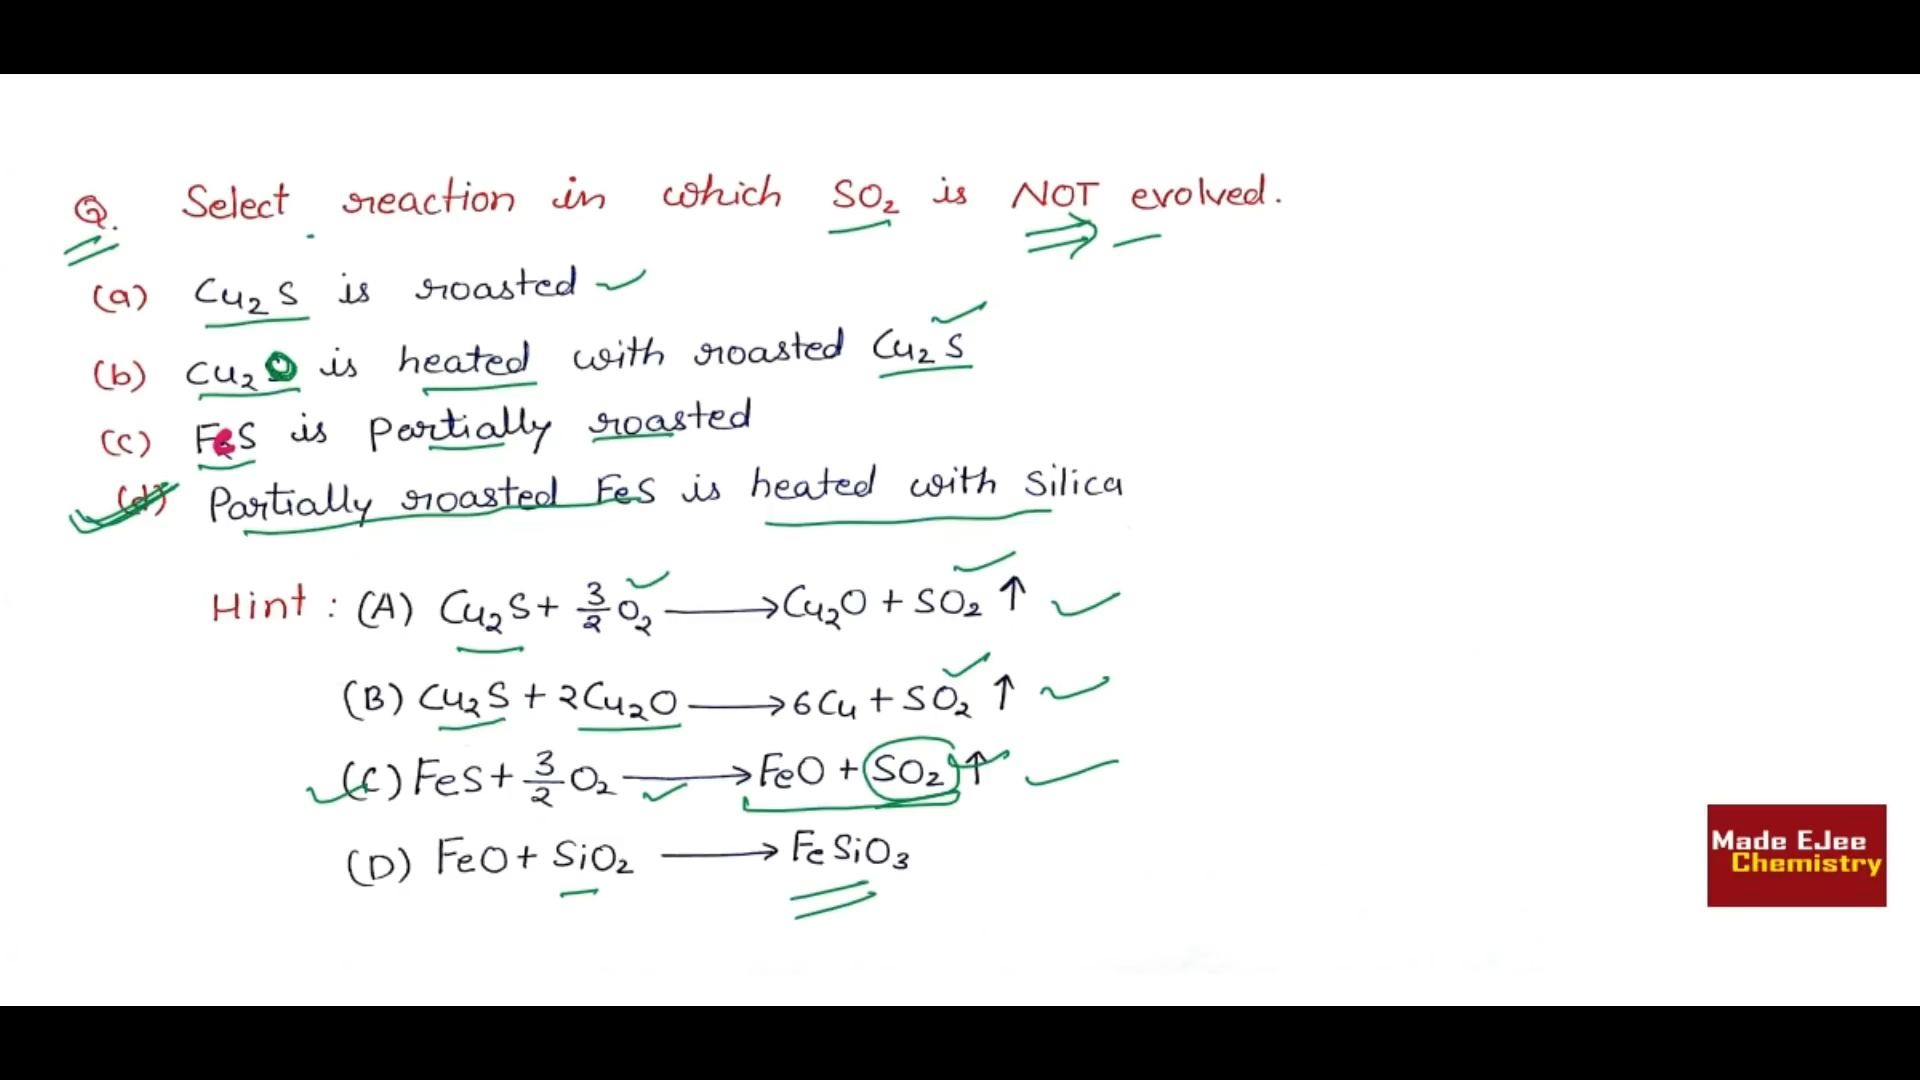 Q. Select reaction in which SO₂ is NOT evolved.
(a) Cu₂S is roasted
(b) Cu₂O is heated with roasted Cu₂S
(c) FeS is Partially roasted
(d) Partially roasted FeS is heated with Silica
Hint : (A) Cu₂S + 3/2 O₂ ⟶ Cu₂O + SO₂ ↑
(B) Cu₂S + 2Cu₂O ⟶ 6Cu + SO₂ ↑
(C) FeS + 3/2 O₂ ⟶ FeO + SO₂ ↑
(D) FeO + SiO₂ ⟶ FeSiO₃
Made EJee
Chemistry